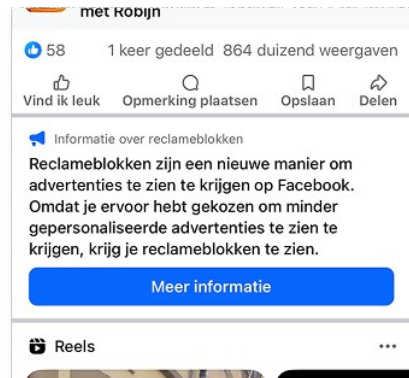 met Robijn
58 1 keer gedeeld 864 duizend weergaven
Vind ik leuk Opmerking plaatsen Opslaan Delen
Informatie over reclameblokken
Reclameblokken zijn een nieuwe manier om
advertenties te zien te krijgen op Facebook.
Omdat je ervoor hebt gekozen om minder
gepersonaliseerde advertenties te zien te
krijgen, krijg je reclameblokken te zien.
Meer informatie
Reels